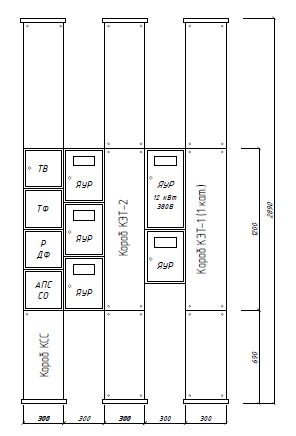 ТВ
ТФ
Р
ДФ
АПС
СО
Короб КСС
ЯУР
ЯУР
ЯУР
Короб КЭТ-2
ЯУР
12 кВт
380В
ЯУР
Короб КЭТ-1 (1 кат.)
1200
2890
690
300
300
300
300
300